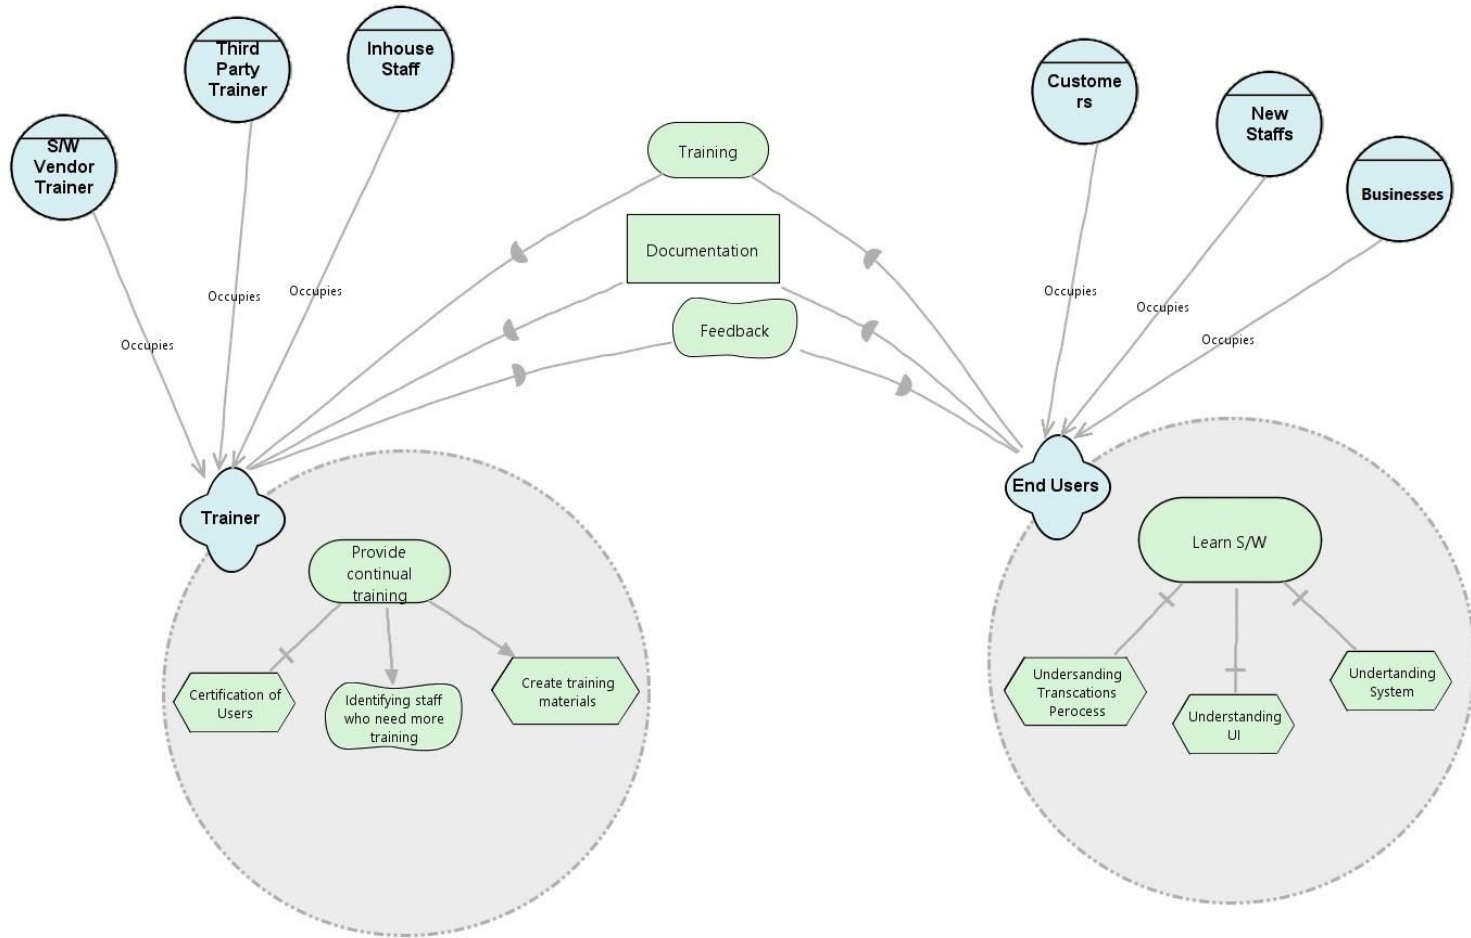 Third
Party
Trainer
Inhouse
Staff
S/W
Vendor
Trainer
Custome
rs
New
Staffs
Businesses
Training
Documentation
Feedback
Occupies
Occupies
Occupies
Occupies
Occupies
Occupies
Trainer
End Users
Provide
continual
training
Certification of
Users
Identifying staff
who need more
training
Create training
materials
Learn S/W
Undersanding
Transcations
Perocess
Understanding
UI
Undertanding
System